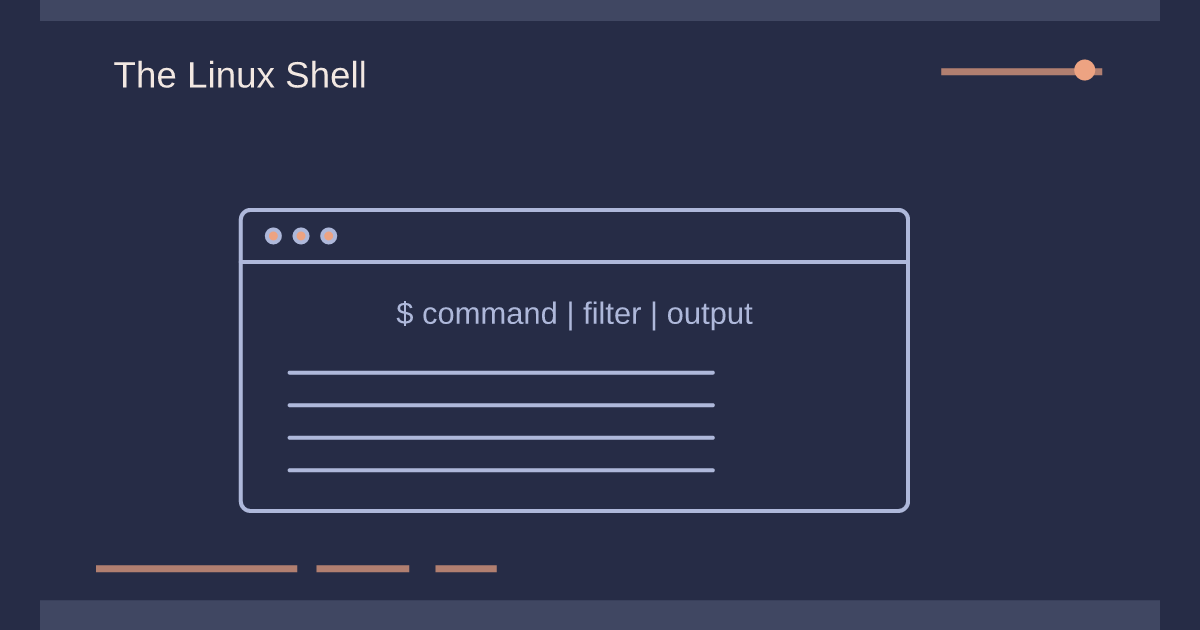 The Linux Shell
$ command | filter | output